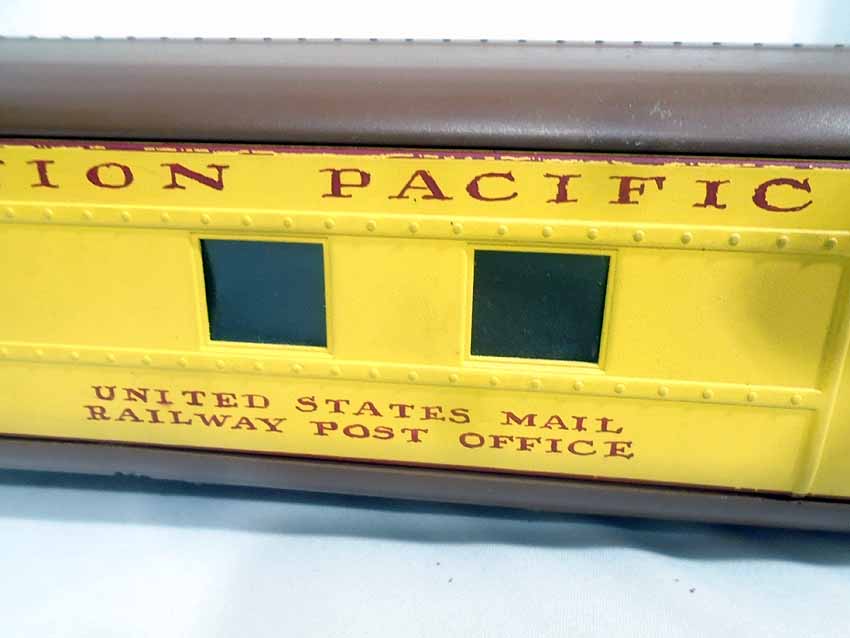 ION PACIFIC
UNITED STATES MAIL
RAILWAY POST OFFICE